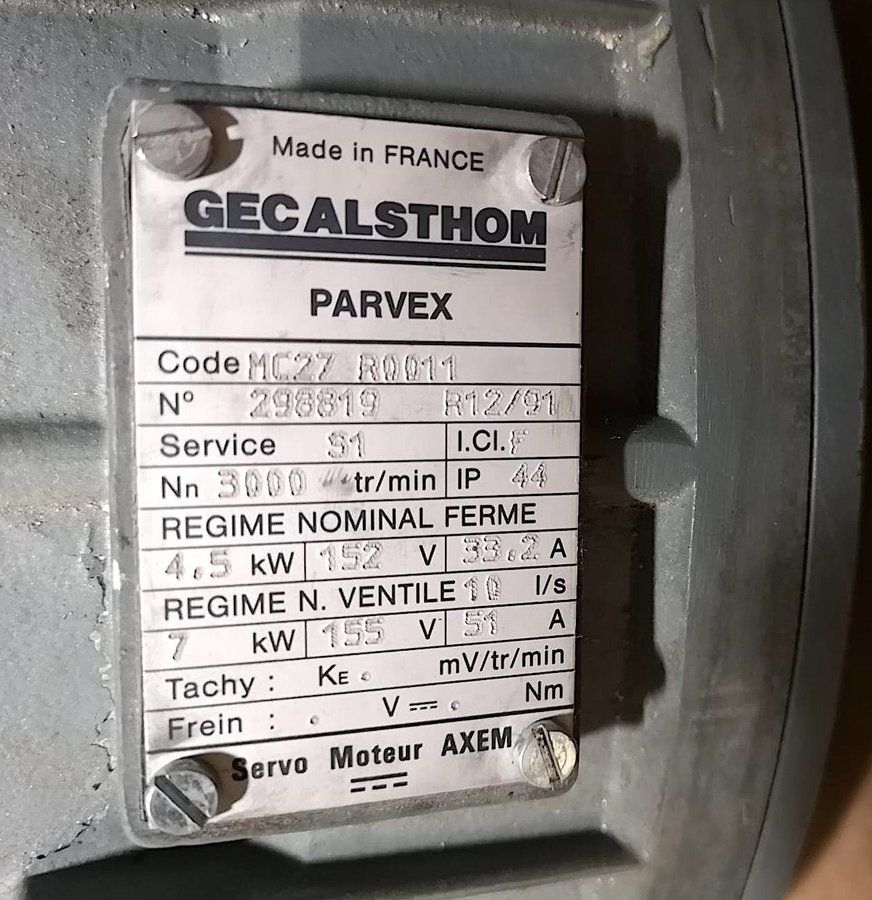 Made in FRANCE
GEC ALSTHOM
PARVEX
Code MC27 R0011
N° 298819 R12/91
Service S1 I.Cl. F
Nn 3000 tr/min IP 44
REGIME NOMINAL FERME
4,5 kW 152 V 33.2 A
REGIME N. VENTILE 10 l/s
7 kW 155 V 51 A
Tachy : KE . mV/tr/min
Frein : . V ⎓ . Nm
Servo Moteur AXEM
⎓